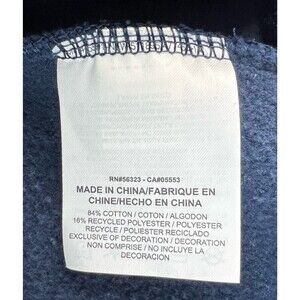 RN#56323 - CA#05553
MADE IN CHINA/FABRIQUE EN
CHINE/HECHO EN CHINA
84% COTTON / COTON / ALGODON
16% RECYCLED POLYESTER / POLYESTER
RECYCLE / POLIESTER RECICLADO
EXCLUSIVE OF DECORATION / DECORATION
NON COMPRISE / NO INCLUYE LA
DECORACION